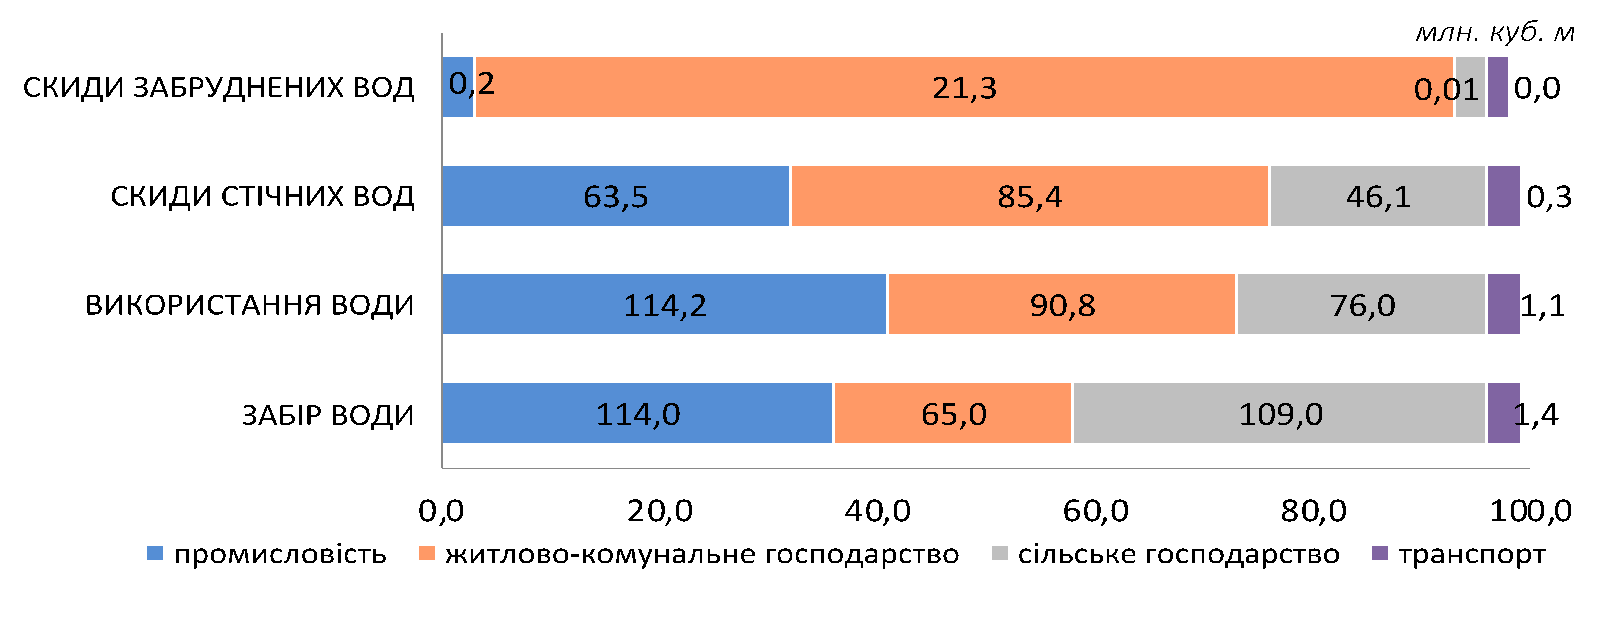 млн. куб. м
СКИДИ ЗАБРУДНЕНИХ ВОД 0,2 21,3 0,01 0,0
СКИДИ СТІЧНИХ ВОД 63,5 85,4 46,1 0,3
ВИКОРИСТАННЯ ВОДИ 114,2 90,8 76,0 1,1
ЗАБІР ВОДИ 114,0 65,0 109,0 1,4
0,0 20,0 40,0 60,0 80,0 100,0
промисловість житлово-комунальне господарство сільське господарство транспорт